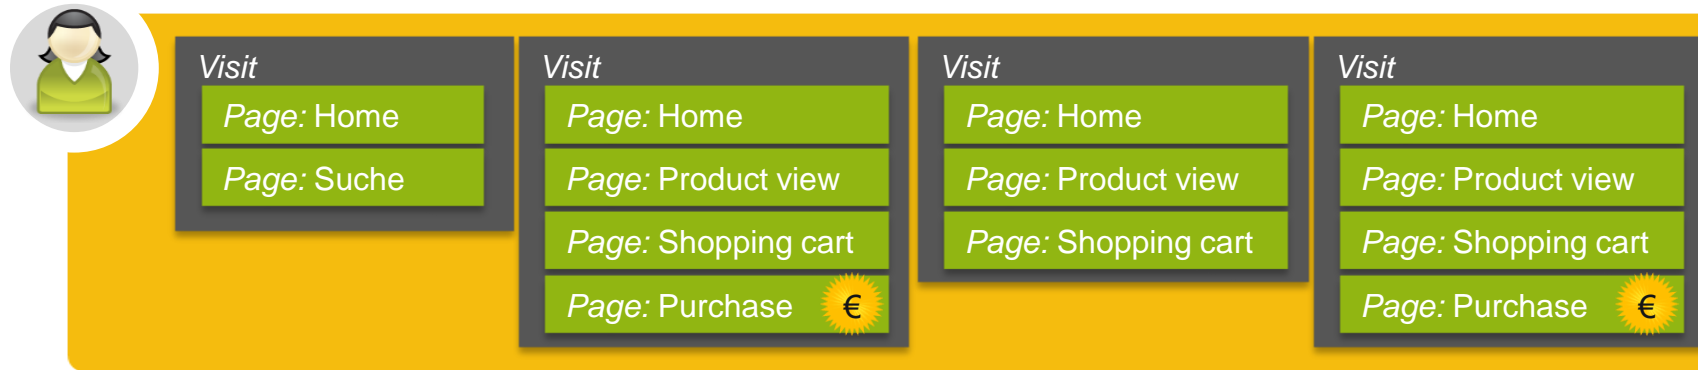 Visit
Page: Home
Page: Suche
Visit
Page: Home
Page: Product view
Page: Shopping cart
Page: Purchase €
Visit
Page: Home
Page: Product view
Page: Shopping cart
Visit
Page: Home
Page: Product view
Page: Shopping cart
Page: Purchase €